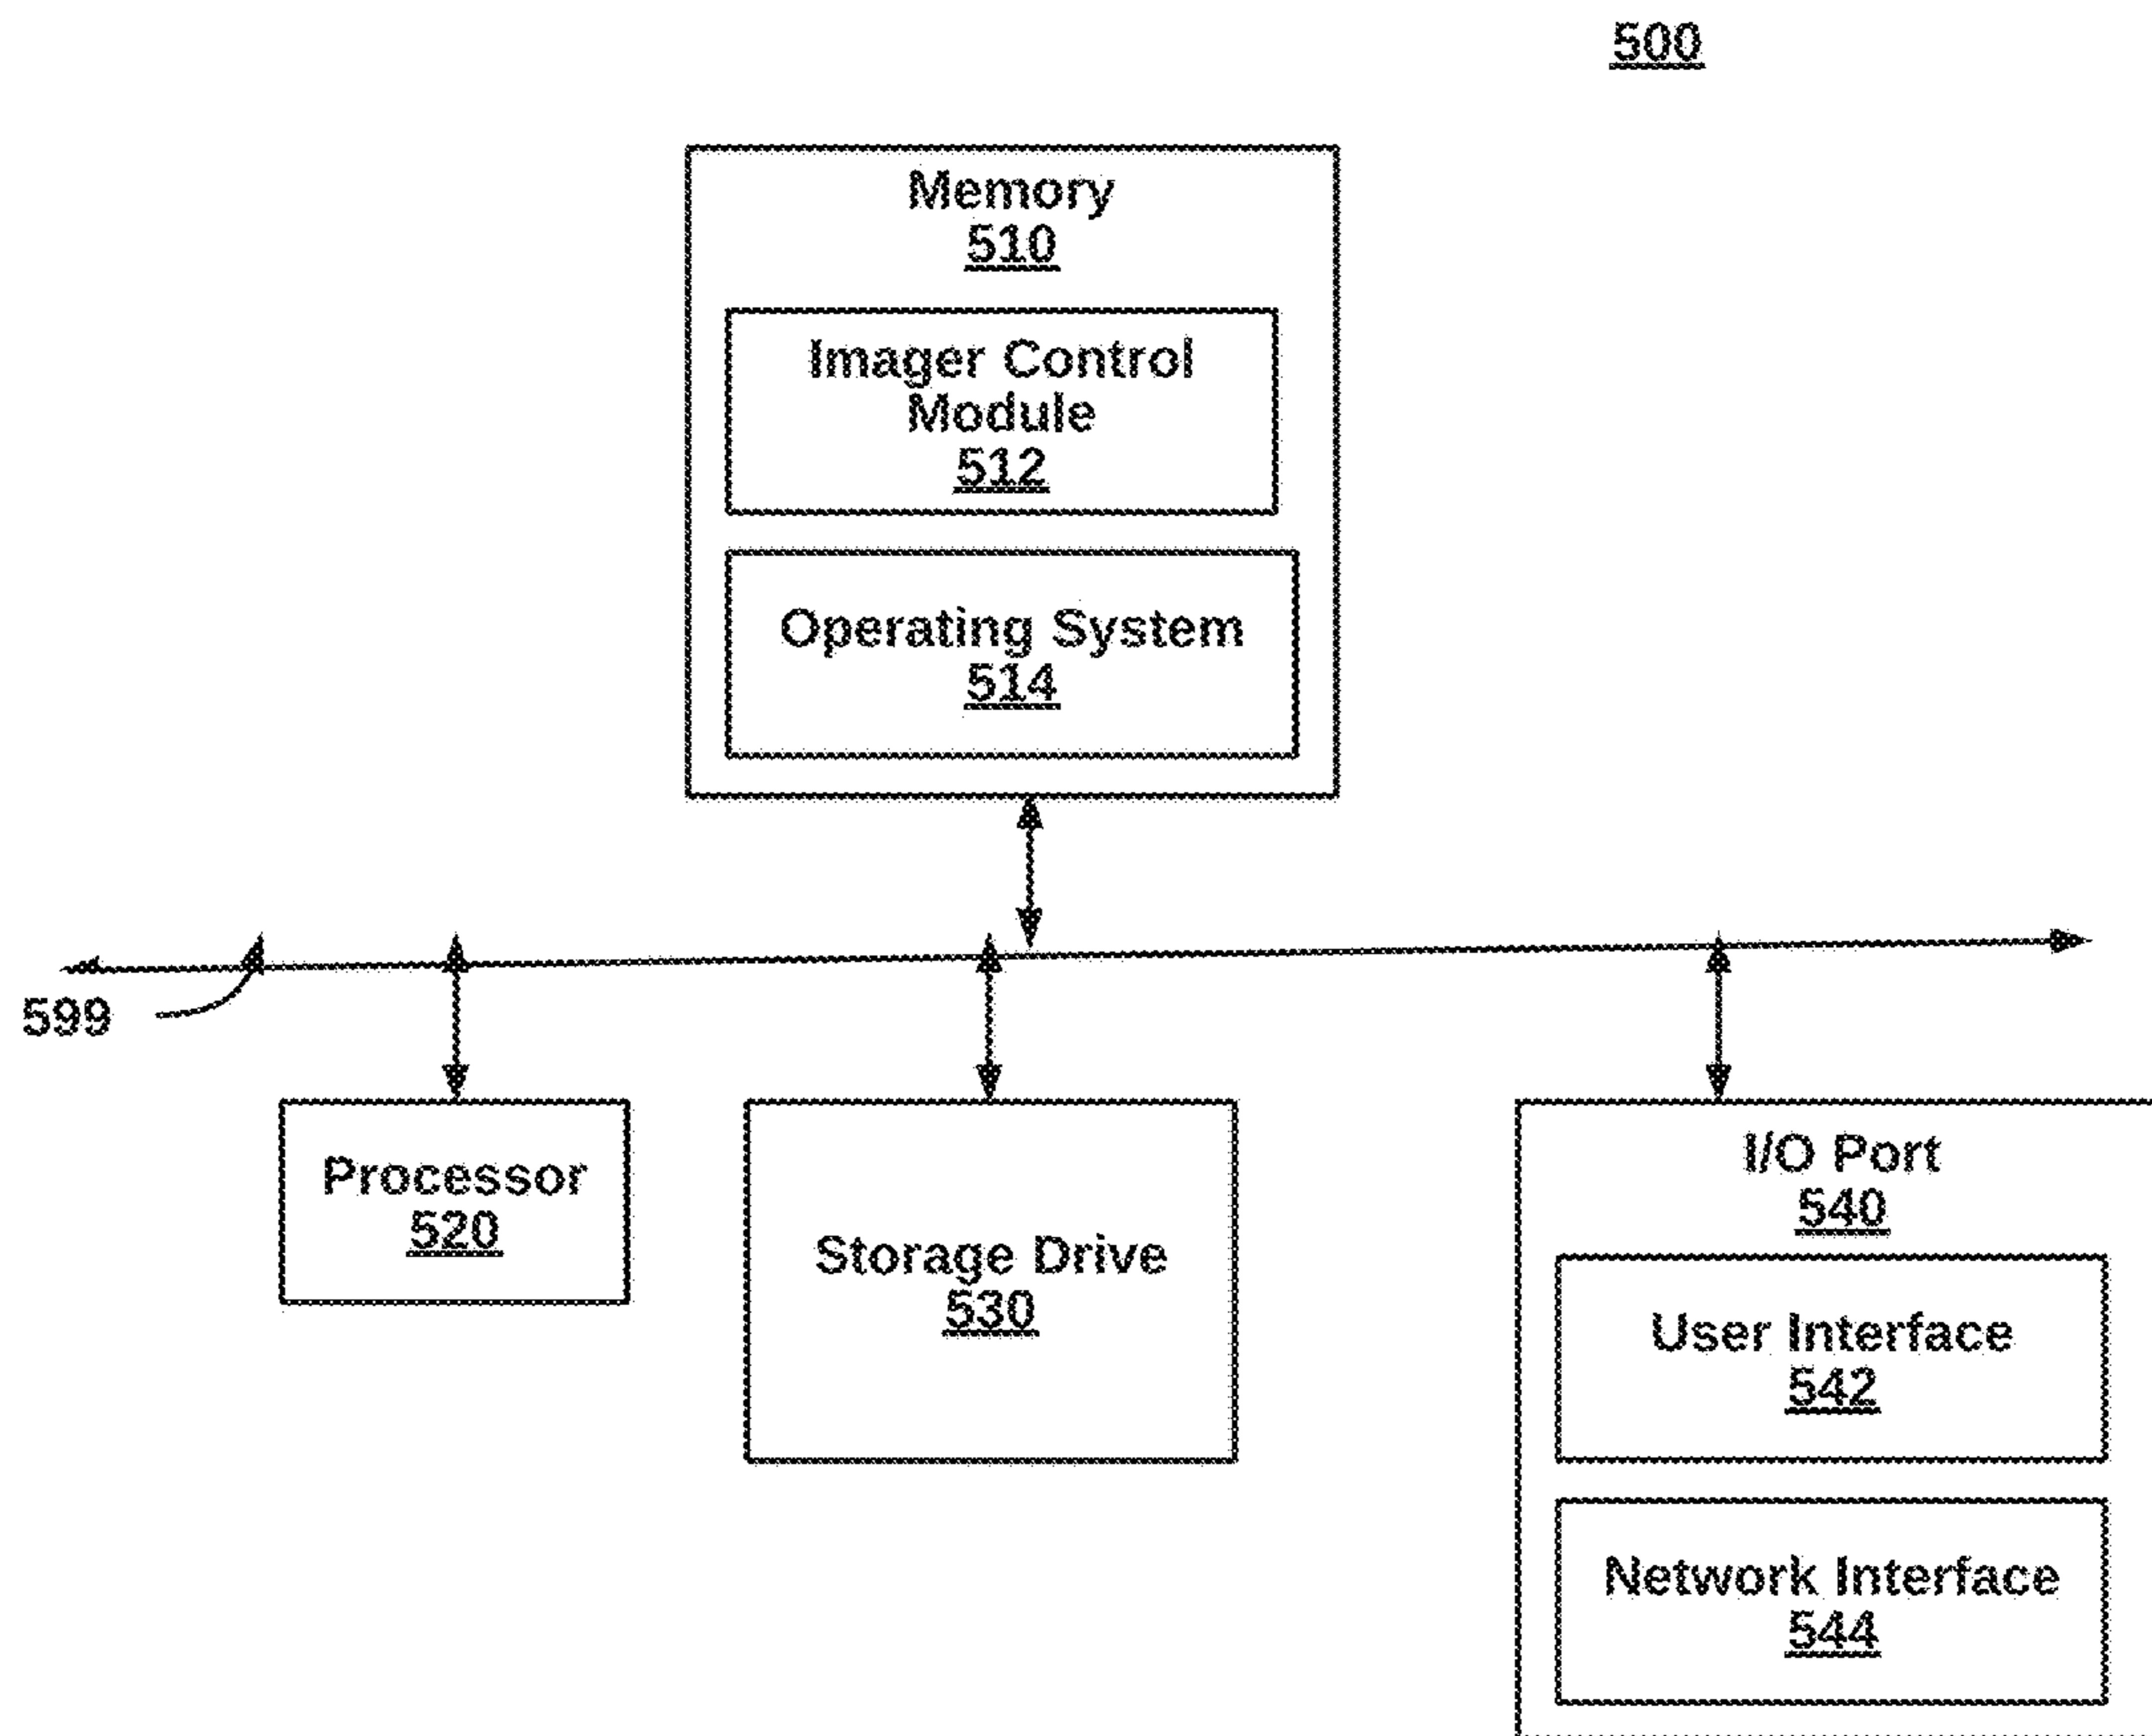 500
Memory
510
Imager Control
Module
512
Operating System
514
599
Processor
520
Storage Drive
530
I/O Port
540
User Interface
542
Network Interface
544